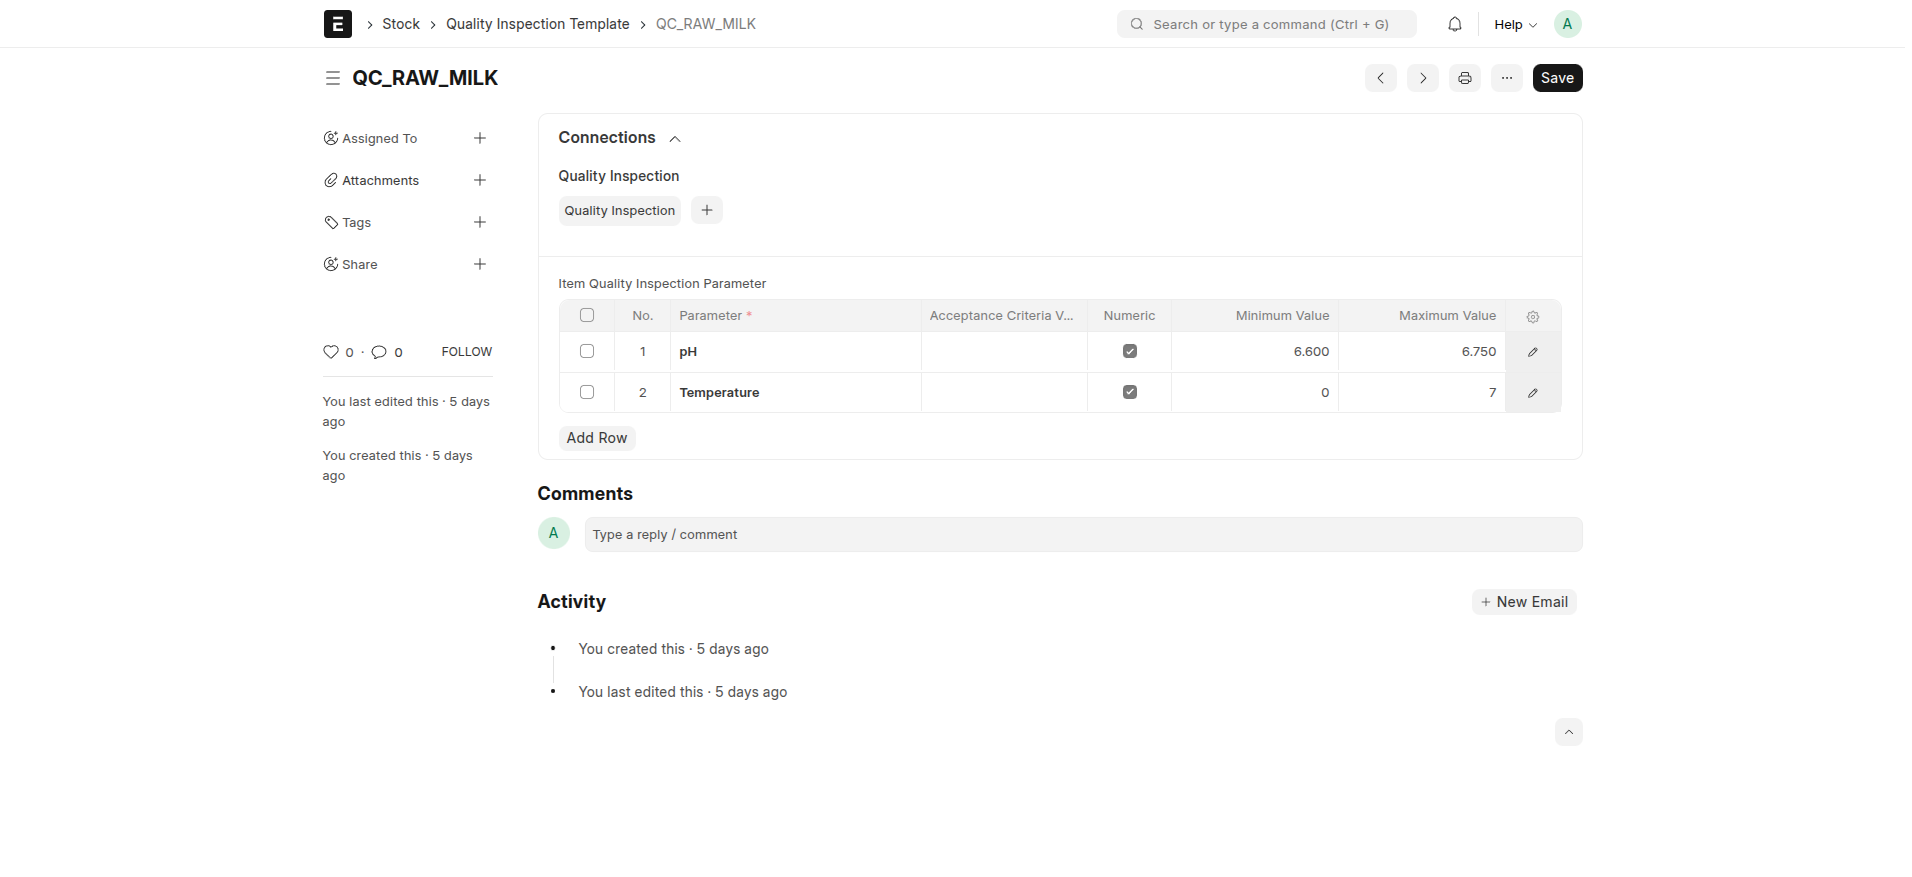 Stock
Quality Inspection Template
QC_RAW_MILK
Search or type a command (Ctrl + G)
Help
A
QC_RAW_MILK
Save
Assigned To
Attachments
Tags
Share
0 · 0
FOLLOW
You last edited this · 5 days
ago
You created this · 5 days
ago
Connections
Quality Inspection
Quality Inspection
Item Quality Inspection Parameter
No. Parameter * Acceptance Criteria V... Numeric Minimum Value Maximum Value
1 pH 6.600 6.750
2 Temperature 0 7
Add Row
Comments
A
Type a reply / comment
Activity
New Email
You created this · 5 days ago
You last edited this · 5 days ago